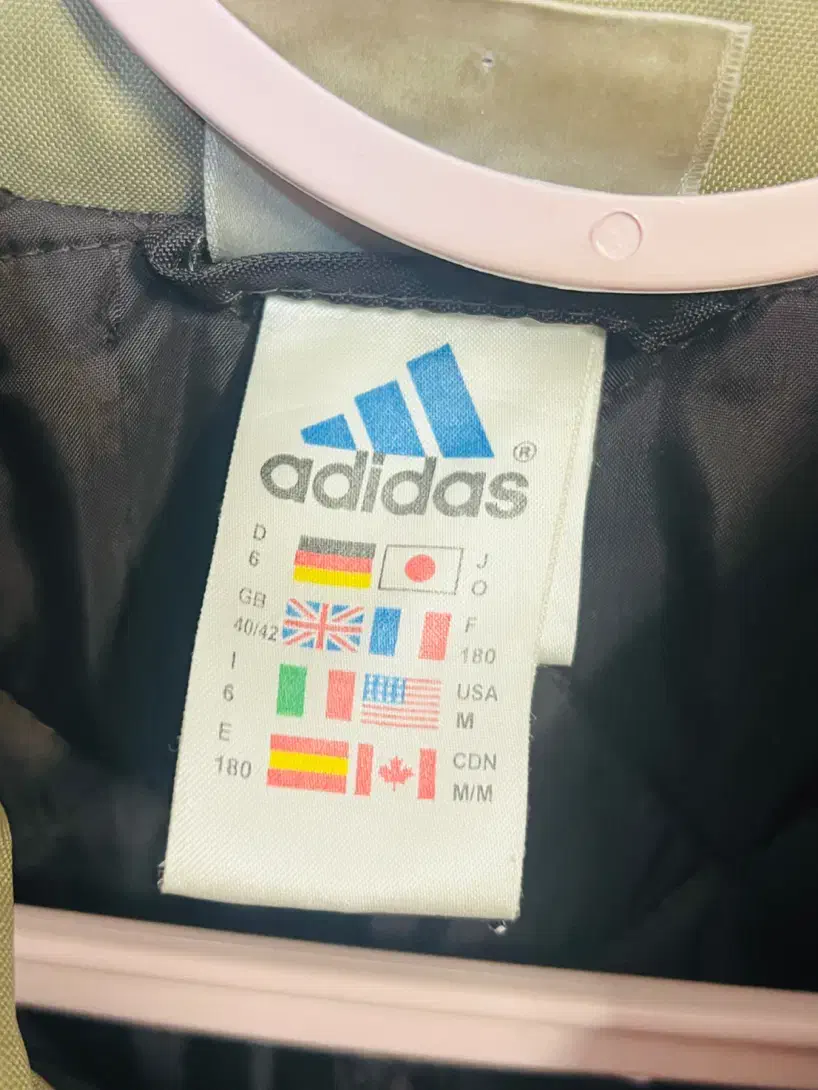 ®
adidas
D
6
J
O
GB
40/42
F
180
I
6
USA
M
E
180
CDN
M/M